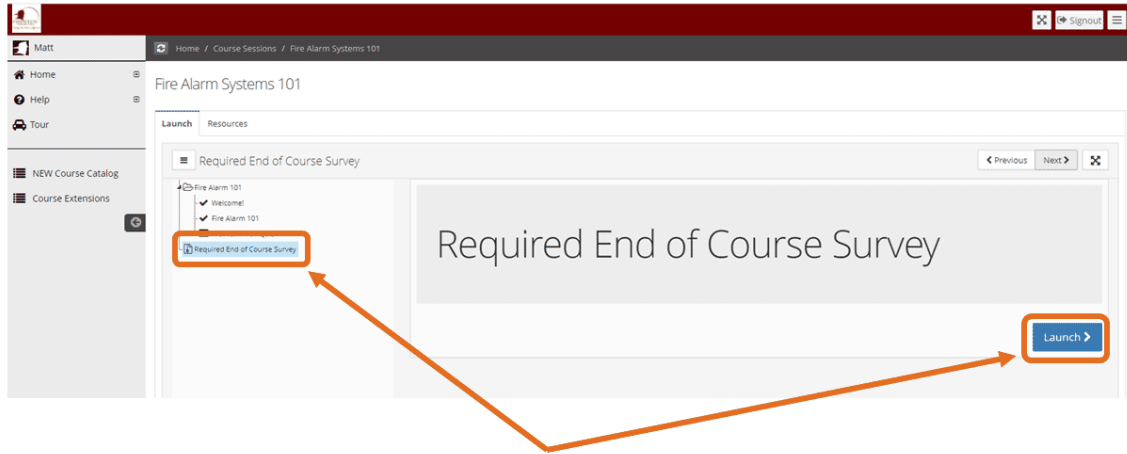 Signout
Matt
Home / Course Sessions / Fire Alarm Systems 101
Home
Help
Tour
NEW Course Catalog
Course Extensions
Fire Alarm Systems 101
Launch Resources
Required End of Course Survey
Previous Next
Fire Alarm 101
Welcome!
Fire Alarm 101
Required End of Course Survey
Required End of Course Survey
Launch